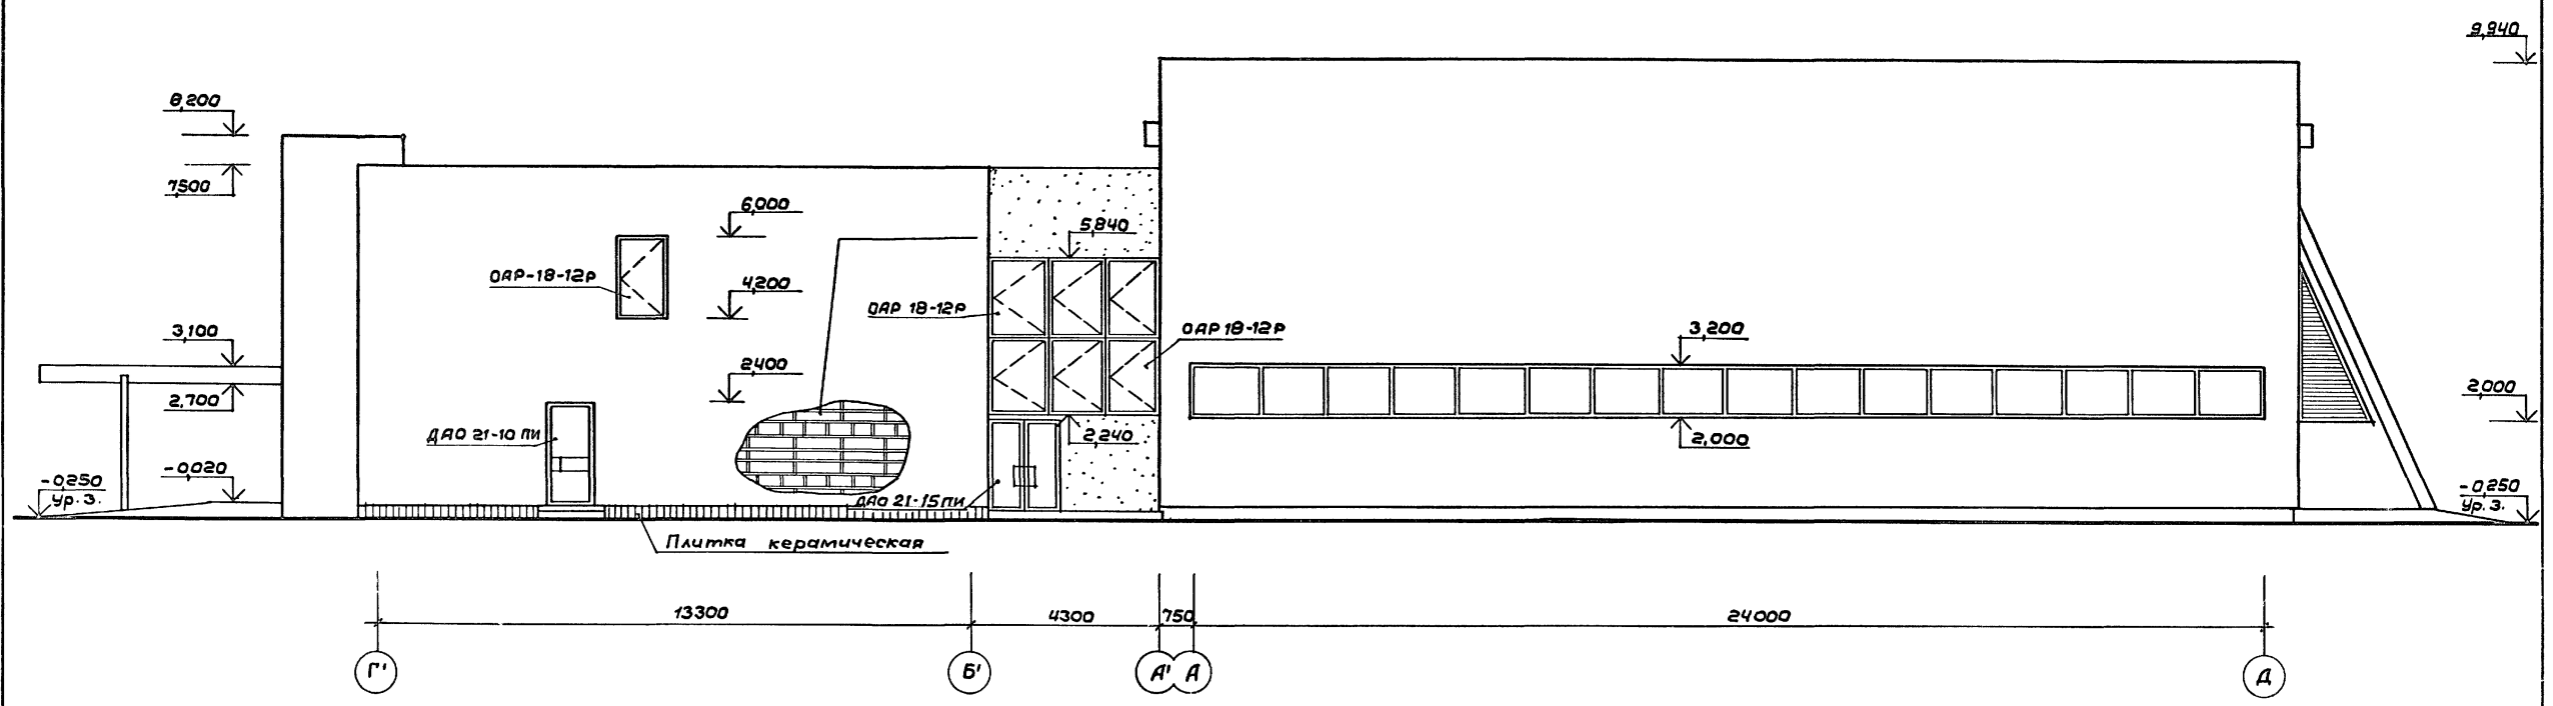 9,940
8,200
7,500
6,000
5,840
ОАР-18-12Р
4,200
ОАР 18-12Р
ОАР 18-12Р
3,100
3,200
2,700
2,400
2,000
ДАО 21-10 ПИ
2,240
2,000
-0,250
Ур. З.
-0,020
ДАО 21-15 ПИ
-0,250
Ур. З.
Плитка керамическая
13300
4300
750
24000
Г'
Б'
А'
А
Д